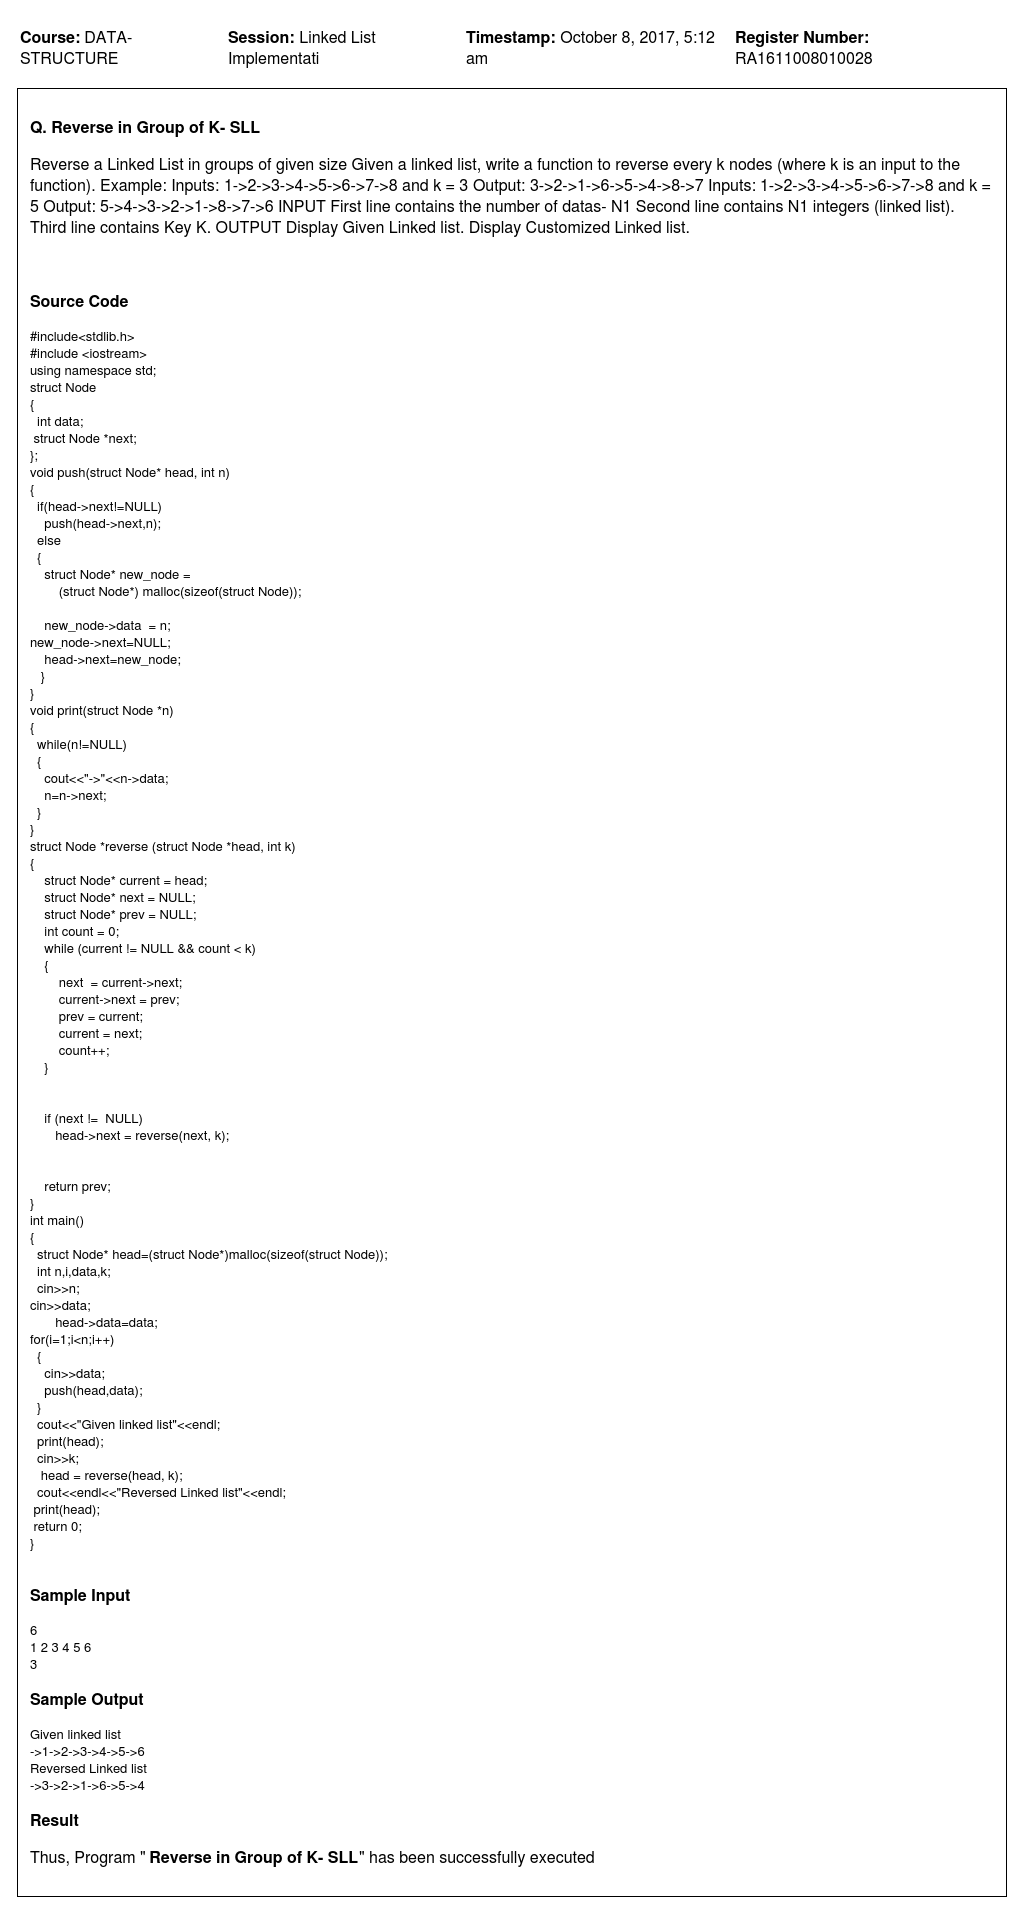 Course: DATA-STRUCTURE
Session: Linked List Implementati
Timestamp: October 8, 2017, 5:12 am
Register Number: RA1611008010028
Q. Reverse in Group of K- SLL
Reverse a Linked List in groups of given size Given a linked list, write a function to reverse every k nodes (where k is an input to the
function). Example: Inputs: 1->2->3->4->5->6->7->8 and k = 3 Output: 3->2->1->6->5->4->8->7 Inputs: 1->2->3->4->5->6->7->8 and k =
5 Output: 5->4->3->2->1->8->7->6 INPUT First line contains the number of datas- N1 Second line contains N1 integers (linked list).
Third line contains Key K. OUTPUT Display Given Linked list. Display Customized Linked list.
Source Code
#include<stdlib.h>
#include <iostream>
using namespace std;
struct Node
{
  int data;
 struct Node *next;
};
void push(struct Node* head, int n)
{
  if(head->next!=NULL)
    push(head->next,n);
  else
  {
    struct Node* new_node =
        (struct Node*) malloc(sizeof(struct Node));
    new_node->data  = n;
new_node->next=NULL;
    head->next=new_node;
   }
}
void print(struct Node *n)
{
  while(n!=NULL)
  {
    cout<<"->"<<n->data;
    n=n->next;
  }
}
struct Node *reverse (struct Node *head, int k)
{
    struct Node* current = head;
    struct Node* next = NULL;
    struct Node* prev = NULL;
    int count = 0;
    while (current != NULL && count < k)
    {
        next  = current->next;
        current->next = prev;
        prev = current;
        current = next;
        count++;
    }
    if (next !=  NULL)
       head->next = reverse(next, k);
    return prev;
}
int main()
{
  struct Node* head=(struct Node*)malloc(sizeof(struct Node));
  int n,i,data,k;
  cin>>n;
cin>>data;
       head->data=data;
for(i=1;i<n;i++)
  {
    cin>>data;
    push(head,data);
  }
  cout<<"Given linked list"<<endl;
  print(head);
  cin>>k;
   head = reverse(head, k);
  cout<<endl<<"Reversed Linked list"<<endl;
 print(head);
 return 0;
}
Sample Input
6
1 2 3 4 5 6
3
Sample Output
Given linked list
->1->2->3->4->5->6
Reversed Linked list
->3->2->1->6->5->4
Result
Thus, Program " Reverse in Group of K- SLL" has been successfully executed